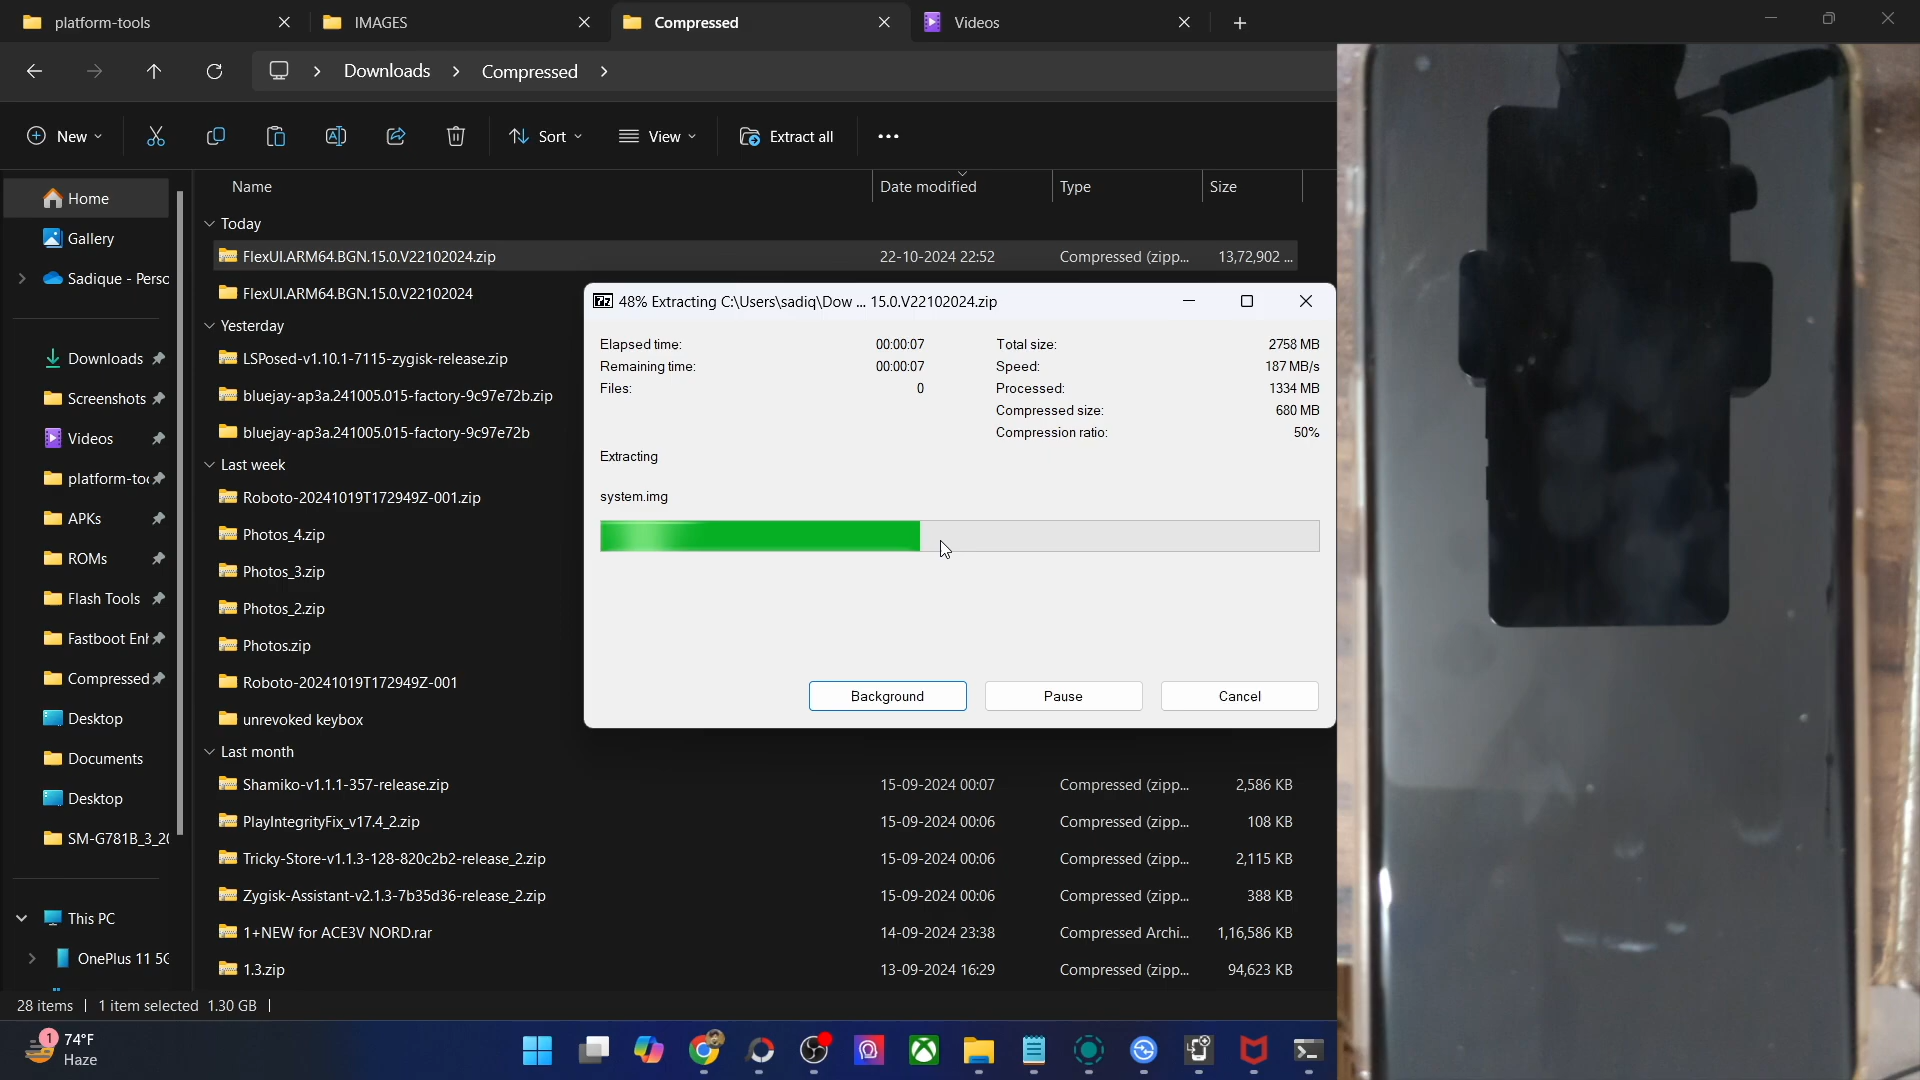 platform-tools
IMAGES
Compressed
Videos
Downloads
Compressed
New
Sort
View
Extract all
Name
Date modified
Type
Size
Home
Gallery
Sadique - Perso
Downloads
Screenshots
Videos
platform-too
APKs
ROMs
Flash Tools
Fastboot Enh
Compressed
Desktop
Documents
Desktop
SM-G781B_3_20
This PC
OnePlus 11 5G
Today
FlexUI.ARM64.BGN.15.0.V22102024.zip 22-10-2024 22:52 Compressed (zipp... 13,72,902 ...
FlexUI.ARM64.BGN.15.0.V22102024
Yesterday
LSPosed-v1.10.1-7115-zygisk-release.zip
bluejay-ap3a.241005.015-factory-9c97e72b.zip
bluejay-ap3a.241005.015-factory-9c97e72b
Last week
Roboto-20241019T172949Z-001.zip
Photos_4.zip
Photos_3.zip
Photos_2.zip
Photos.zip
Roboto-20241019T172949Z-001
unrevoked keybox
Last month
Shamiko-v1.1.1-357-release.zip 15-09-2024 00:07 Compressed (zipp... 2,586 KB
PlayIntegrityFix_v17.4_2.zip 15-09-2024 00:06 Compressed (zipp... 108 KB
Tricky-Store-v1.1.3-128-820c2b2-release_2.zip 15-09-2024 00:06 Compressed (zipp... 2,115 KB
Zygisk-Assistant-v2.1.3-7b35d36-release_2.zip 15-09-2024 00:06 Compressed (zipp... 388 KB
1+NEW for ACE3V NORD.rar 14-09-2024 23:38 Compressed Archi... 1,16,586 KB
1.3.zip 13-09-2024 16:29 Compressed (zipp... 94,623 KB
7z 48% Extracting C:\Users\sadiq\Dow ... 15.0.V22102024.zip
Elapsed time: 00:00:07 Total size: 2758 MB
Remaining time: 00:00:07 Speed: 187 MB/s
Files: 0 Processed: 1334 MB
Compressed size: 680 MB
Compression ratio: 50%
Extracting
system.img
Background
Pause
Cancel
28 items 1 item selected 1.30 GB
1
74°F
Haze